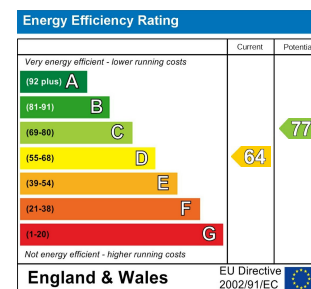 Energy Efficiency Rating
Current Potentia
Very energy efficient - lower running costs
(92 plus) A
(81-91) B
(69-80) C
77
(55-68) D
64
(39-54) E
(21-38) F
(1-20) G
Not energy efficient - higher running costs
England & Wales
EU Directive
2002/91/EC